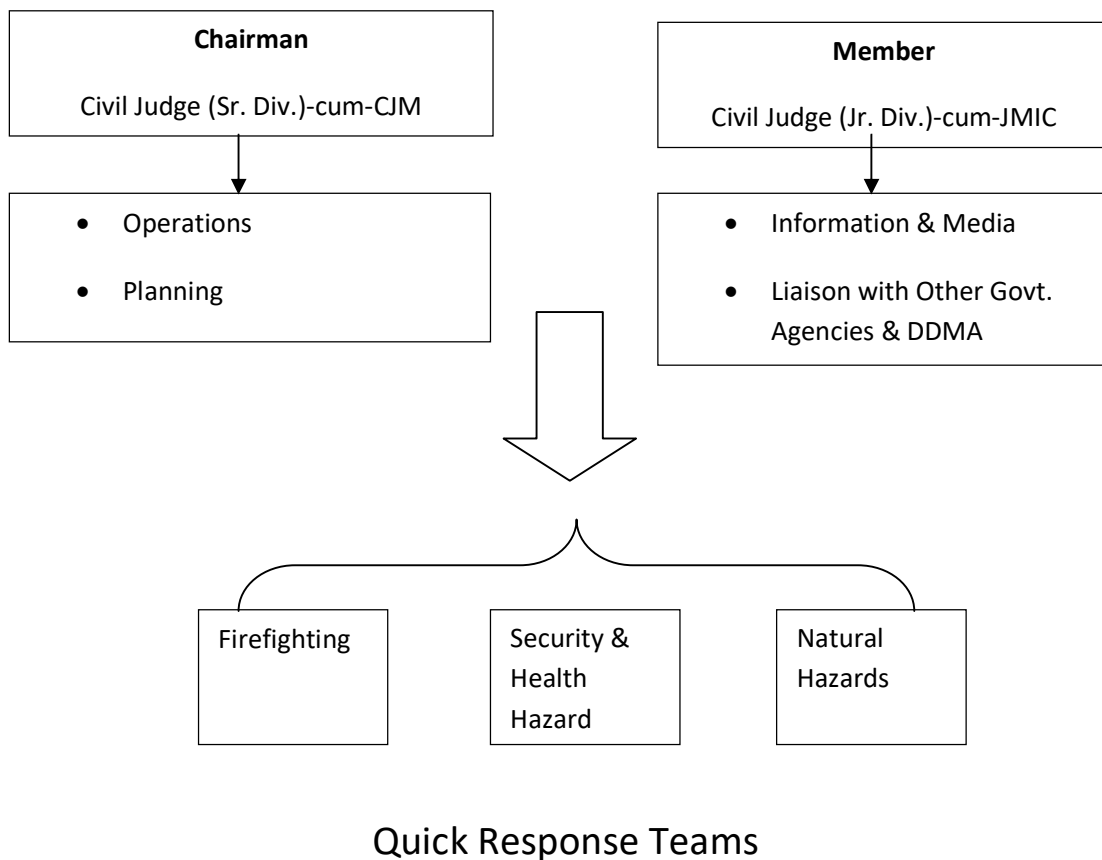 Chairman
Civil Judge (Sr. Div.)-cum-CJM
Member
Civil Judge (Jr. Div.)-cum-JMIC
• Operations
• Planning
• Information & Media
• Liaison with Other Govt.
Agencies & DDMA
Firefighting
Security &
Health
Hazard
Natural
Hazards
Quick Response Teams